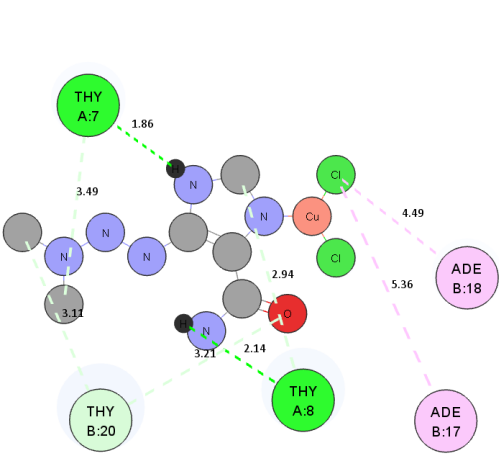 THY
A:7
1.86
H
N
Cl
3.49
N
N
N
N
Cu
4.49
Cl
ADE
B:18
2.94
5.36
3.11
H
N
O
3.21
2.14
THY
A:8
THY
B:20
ADE
B:17